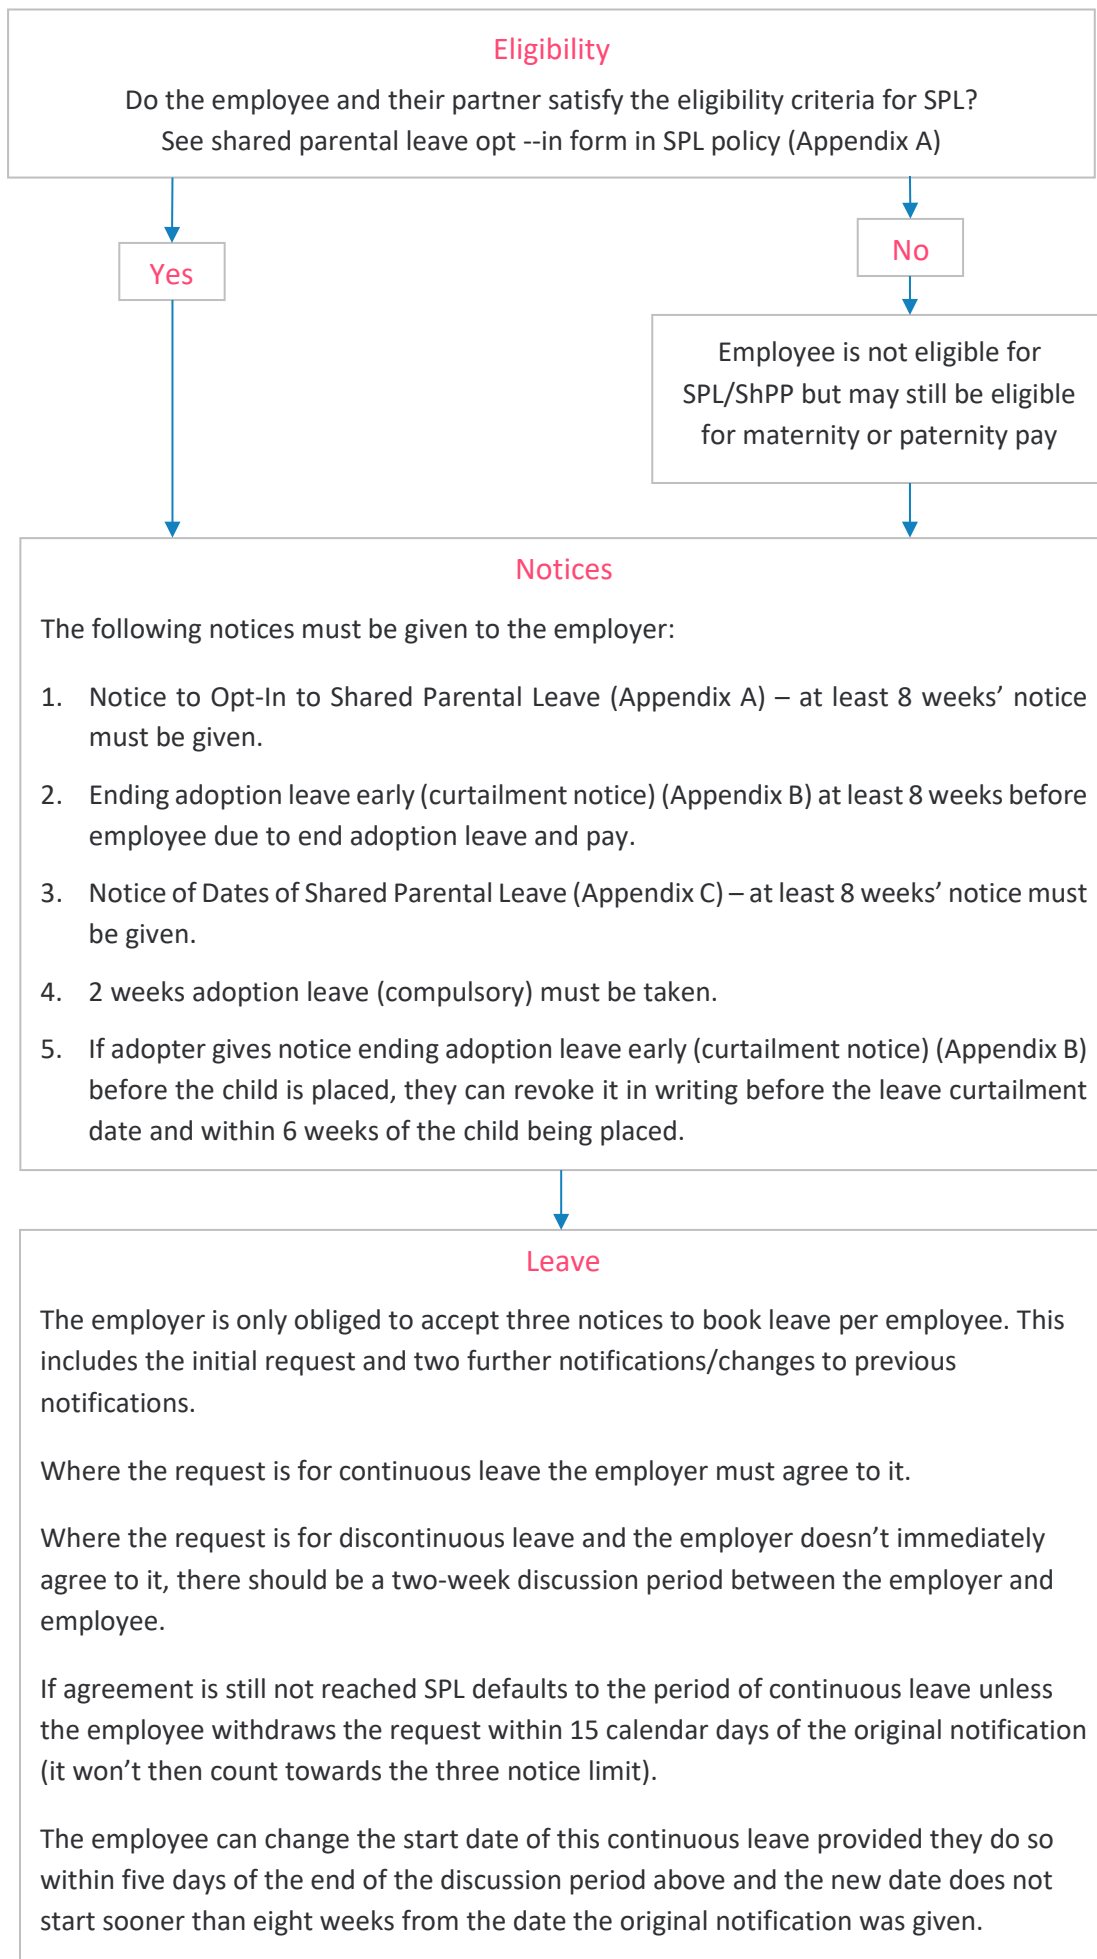 Eligibility
Do the employee and their partner satisfy the eligibility criteria for SPL?
See shared parental leave opt --in form in SPL policy (Appendix A)
Yes
No
Employee is not eligible for
SPL/ShPP but may still be eligible
for maternity or paternity pay
Notices
The following notices must be given to the employer:
1. Notice to Opt-In to Shared Parental Leave (Appendix A) – at least 8 weeks’ notice
must be given.
2. Ending adoption leave early (curtailment notice) (Appendix B) at least 8 weeks before
employee due to end adoption leave and pay.
3. Notice of Dates of Shared Parental Leave (Appendix C) – at least 8 weeks’ notice must
be given.
4. 2 weeks adoption leave (compulsory) must be taken.
5. If adopter gives notice ending adoption leave early (curtailment notice) (Appendix B)
before the child is placed, they can revoke it in writing before the leave curtailment
date and within 6 weeks of the child being placed.
Leave
The employer is only obliged to accept three notices to book leave per employee. This
includes the initial request and two further notifications/changes to previous
notifications.
Where the request is for continuous leave the employer must agree to it.
Where the request is for discontinuous leave and the employer doesn’t immediately
agree to it, there should be a two-week discussion period between the employer and
employee.
If agreement is still not reached SPL defaults to the period of continuous leave unless
the employee withdraws the request within 15 calendar days of the original notification
(it won’t then count towards the three notice limit).
The employee can change the start date of this continuous leave provided they do so
within five days of the end of the discussion period above and the new date does not
start sooner than eight weeks from the date the original notification was given.